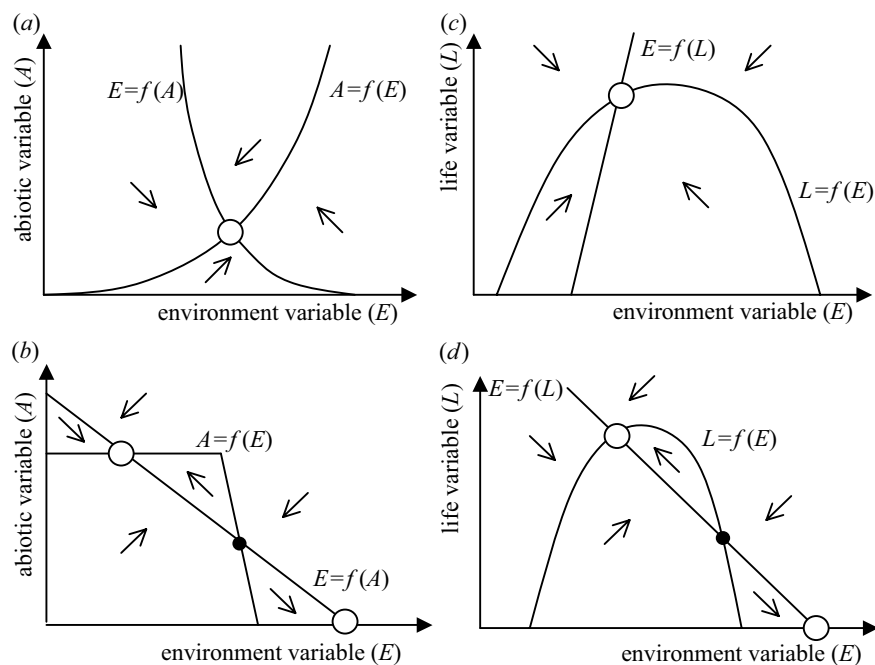 (a)
abiotic variable (A)
E=f(A)
A=f(E)
environment variable (E)
(c)
life variable (L)
E=f(L)
L=f(E)
environment variable (E)
(b)
abiotic variable (A)
A=f(E)
E=f(A)
environment variable (E)
(d)
life variable (L)
E=f(L)
L=f(E)
environment variable (E)